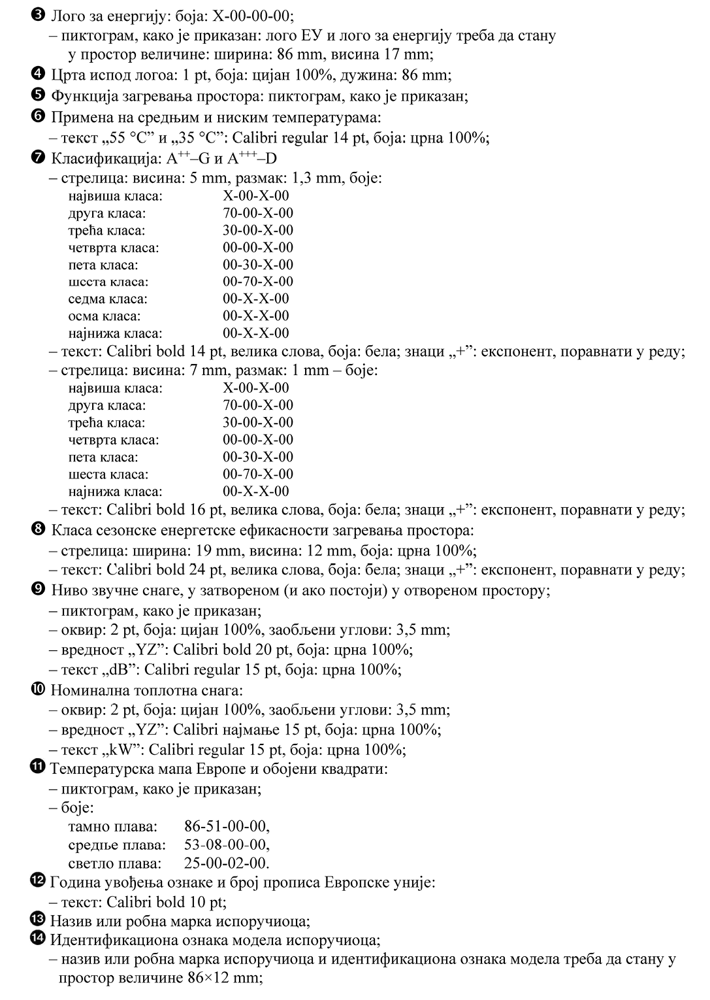 ❸ Лого за енергију: боја: X-00-00-00;
– пиктограм, како је приказан: лого ЕУ и лого за енергију треба да стану
у простор величине: ширина: 86 mm, висина 17 mm;
❹ Црта испод логоа: 1 pt, боја: цијан 100%, дужина: 86 mm;
❺ Функција загревања простора: пиктограм, како је приказан;
❻ Примена на средњим и ниским температурама:
– текст „55 °C” и „35 °C”: Calibri regular 14 pt, боја: црна 100%;
❼ Класификација: A⁺⁺–G и A⁺⁺⁺–D
– стрелица: висина: 5 mm, размак: 1,3 mm, боје:
највиша класа: X-00-X-00
друга класа: 70-00-X-00
трећа класа: 30-00-X-00
четврта класа: 00-00-X-00
пета класа: 00-30-X-00
шеста класа: 00-70-X-00
седма класа: 00-X-X-00
осма класа: 00-X-X-00
најнижа класа: 00-X-X-00
– текст: Calibri bold 14 pt, велика слова, боја: бела; знаци „+”: експонент, поравнати у реду;
– стрелица: висина: 7 mm, размак: 1 mm – боје:
највиша класа: X-00-X-00
друга класа: 70-00-X-00
трећа класа: 30-00-X-00
четврта класа: 00-00-X-00
пета класа: 00-30-X-00
шеста класа: 00-70-X-00
најнижа класа: 00-X-X-00
– текст: Calibri bold 16 pt, велика слова, боја: бела; знаци „+”: експонент, поравнати у реду;
❽ Класа сезонске енергетске ефикасности загревања простора:
– стрелица: ширина: 19 mm, висина: 12 mm, боја: црна 100%;
– текст: Calibri bold 24 pt, велика слова, боја: бела; знаци „+”: експонент, поравнати у реду;
❾ Ниво звучне снаге, у затвореном (и ако постоји) у отвореном простору;
– пиктограм, како је приказан;
– оквир: 2 pt, боја: цијан 100%, заобљени углови: 3,5 mm;
– вредност „YZ”: Calibri bold 20 pt, боја: црна 100%;
– текст „dB”: Calibri regular 15 pt, боја: црна 100%;
❿ Номинална топлотна снага:
– оквир: 2 pt, боја: цијан 100%, заобљени углови: 3,5 mm;
– вредност „YZ”: Calibri најмање 15 pt, боја: црна 100%;
– текст „kW”: Calibri regular 15 pt, боја: црна 100%;
⓫ Температурска мапа Европе и обојени квадрати:
– пиктограм, како је приказан;
– боје:
тамно плава: 86-51-00-00,
средње плава: 53-08-00-00,
светло плава: 25-00-02-00.
⓬ Година увођења ознаке и број прописа Европске уније:
– текст: Calibri bold 10 pt;
⓭ Назив или робна марка испоручиоца;
⓮ Идентификациона ознака модела испоручиоца;
– назив или робна марка испоручиоца и идентификациона ознака модела треба да стану у
простор величине 86×12 mm;